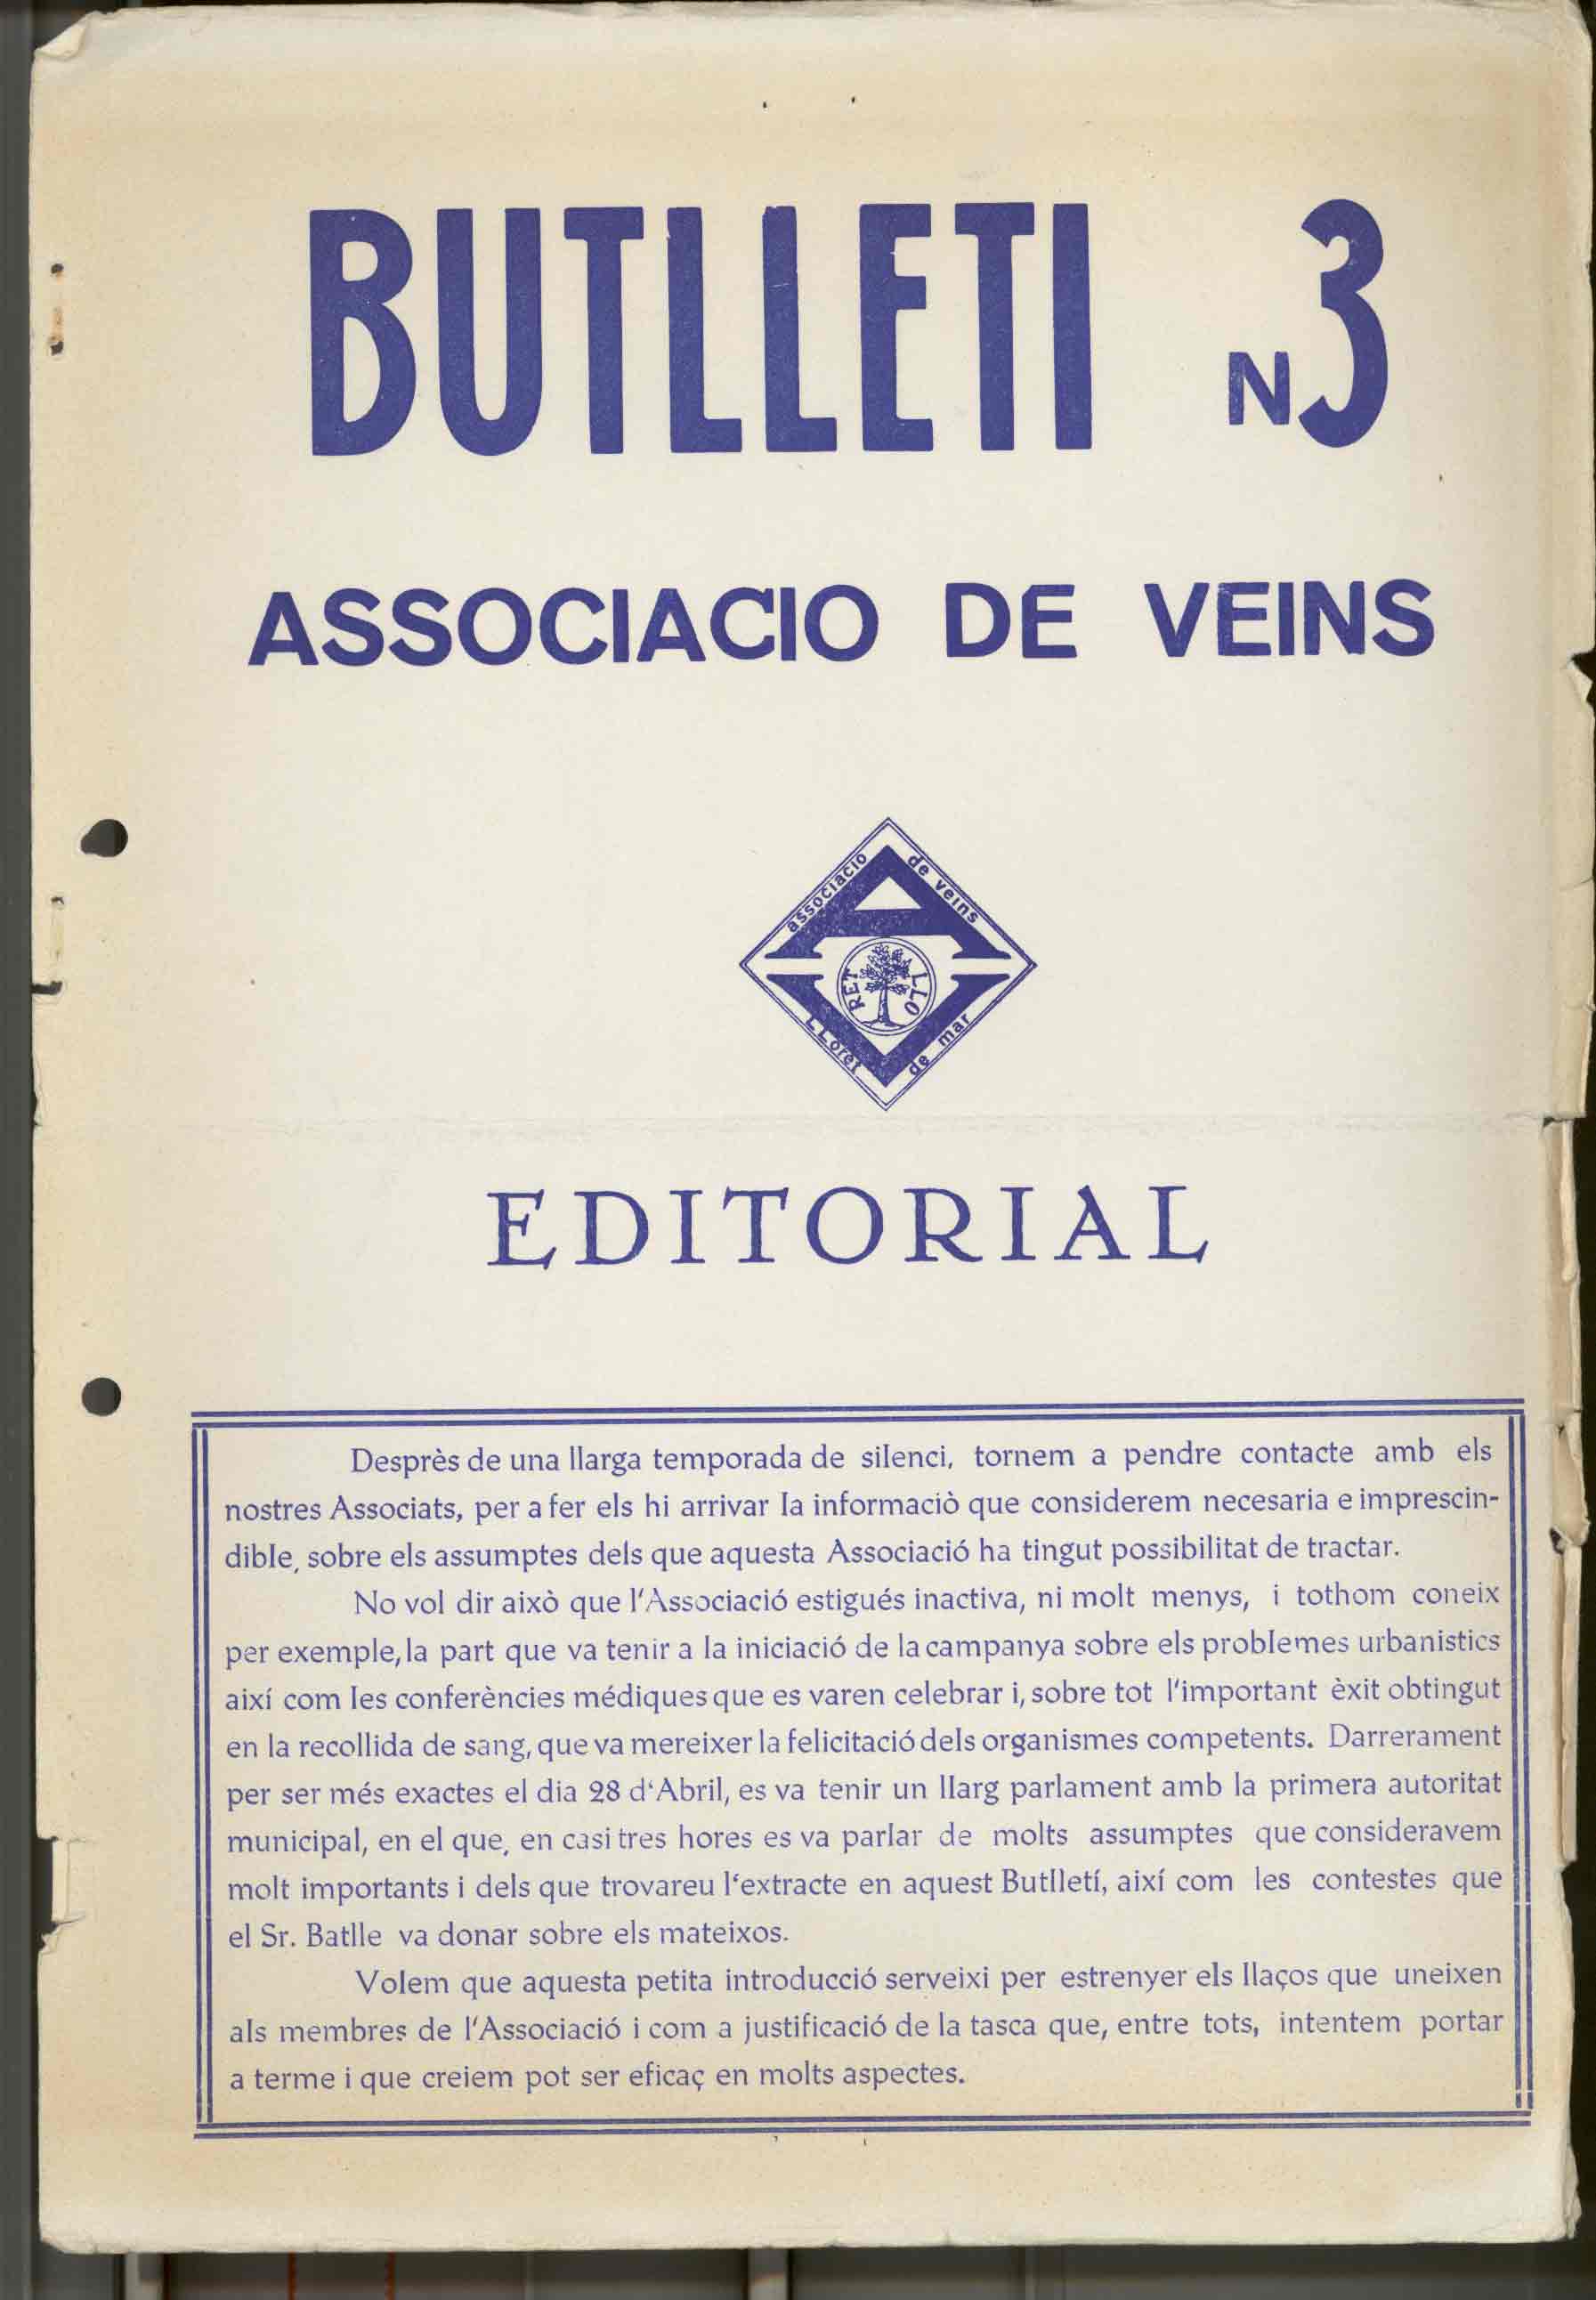 BUTLLETI N 3
ASSOCIACIO DE VEINS
associacio de veins
RET LLO
LLoret de mar
EDITORIAL
Desprès de una llarga temporada de silenci, tornem a pendre contacte amb els
nostres Associats, per a fer els hi arrivar la informaciò que considerem necesaria e imprescin-
dible, sobre els assumptes dels que aquesta Associació ha tingut possibilitat de tractar.
No vol dir això que l'Associació estigués inactiva, ni molt menys, i tothom coneix
per exemple, la part que va tenir a la iniciació de la campanya sobre els problemes urbanistics
així com les conferències médiques que es varen celebrar i, sobre tot l'important èxit obtingut
en la recollida de sang, que va mereixer la felicitació dels organismes competents. Darrerament
per ser més exactes el dia 28 d'Abril, es va tenir un llarg parlament amb la primera autoritat
municipal, en el que, en casi tres hores es va parlar de molts assumptes que consideravem
molt importants i dels que trovareu l'extracte en aquest Butlletí, així com les contestes que
el Sr. Batlle va donar sobre els mateixos.
Volem que aquesta petita introducció serveixi per estrenyer els llaços que uneixen
als membres de l'Associació i com a justificació de la tasca que, entre tots, intentem portar
a terme i que creiem pot ser eficaç en molts aspectes.